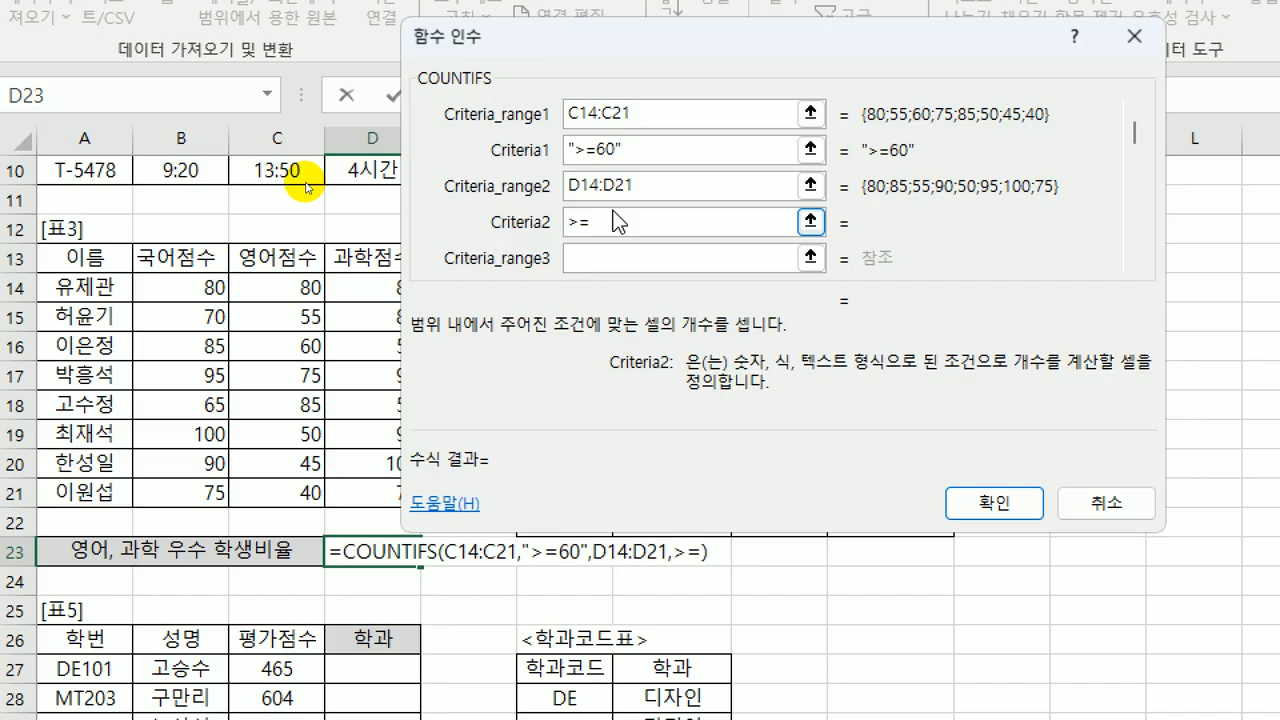 져오기 트/CSV 범위에서 용한 원본 연결
데이터 가져오기 및 변환
터 도구
D23
함수 인수 ?
COUNTIFS
Criteria_range1 C14:C21 = {80;55;60;75;85;50;45;40}
Criteria1 ">=60" = ">=60"
Criteria_range2 D14:D21 = {80;85;55;90;50;95;100;75}
Criteria2 >= =
Criteria_range3 = 참조
=
범위 내에서 주어진 조건에 맞는 셀의 개수를 셉니다.
Criteria2: 은(는) 숫자, 식, 텍스트 형식으로 된 조건으로 개수를 계산할 셀을
정의합니다.
수식 결과=
도움말(H) 확인 취소
A B C D L
10 T-5478 9:20 13:50 4시간
11
12 [표3]
13 이름 국어점수 영어점수 과학점
14 유제관 80 80
15 허윤기 70 55
16 이은정 85 60
17 박흥석 95 75
18 고수정 65 85
19 최재석 100 50
20 한성일 90 45
21 이원섭 75 40
22
23 영어, 과학 우수 학생비율 =COUNTIFS(C14:C21,">=60",D14:D21,>=)
24
25 [표5]
26 학번 성명 평가점수 학과 <학과코드표>
27 DE101 고승수 465 학과코드 학과
28 MT203 구만리 604 DE 디자인